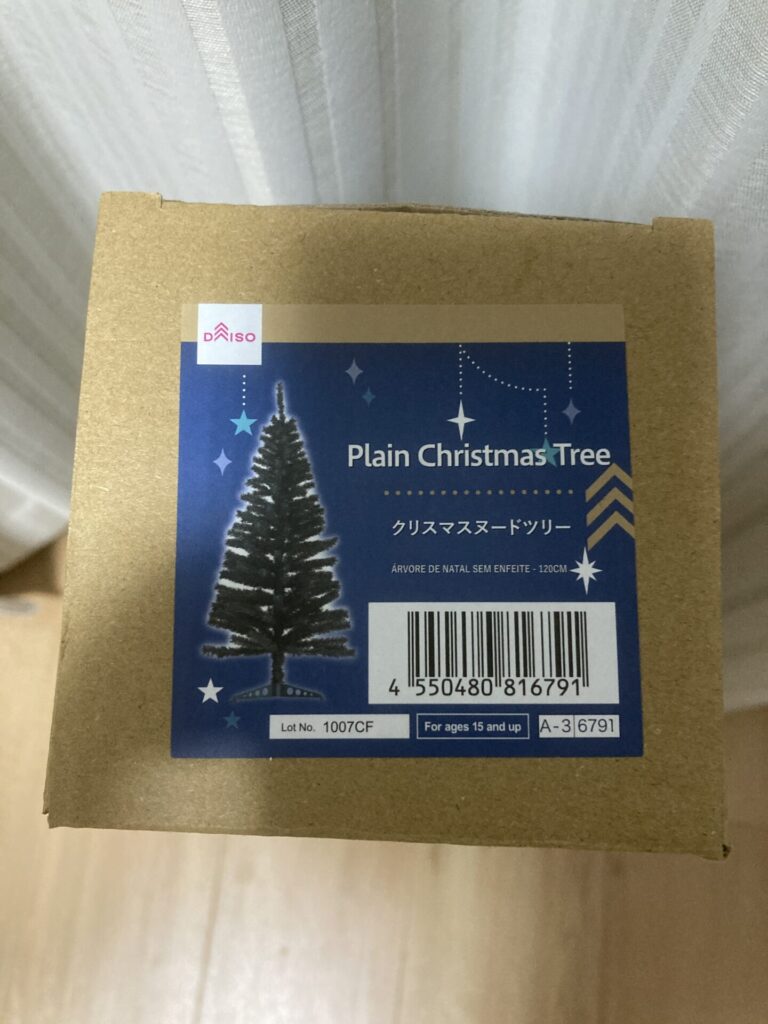 DAISO
Plain Christmas Tree
クリスマスヌードツリー
ÁRVORE DE NATAL SEM ENFEITE - 120CM
4 550480 816791
Lot No. 1007CF
For ages 15 and up
A-3 6791